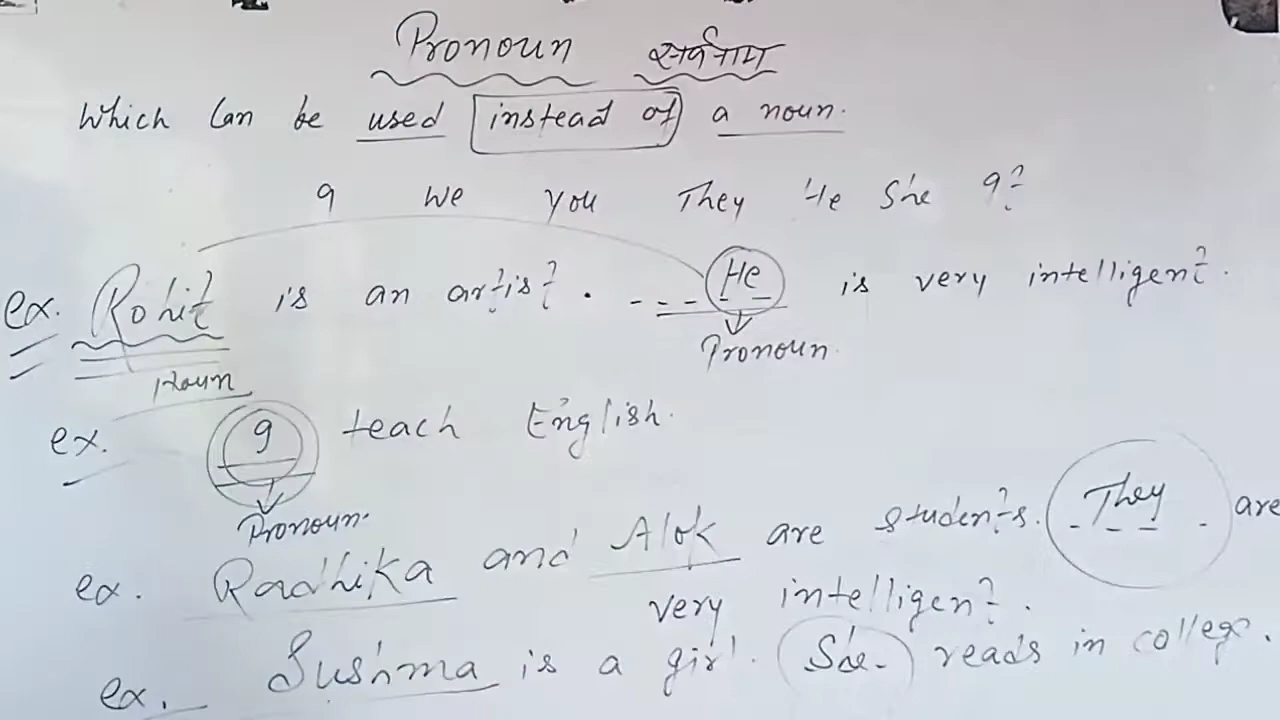 Pronoun सर्वनाम
Which Can be used instead of a noun.
I We You They He She It
ex. Rohit is an artist. - - - He is very intelligent.
Pronoun
Noun
ex. I teach English.
Pronoun.
ex. Radhika and Alok are students. They are
very intelligent.
ex. Sushma is a girl. She reads in college.